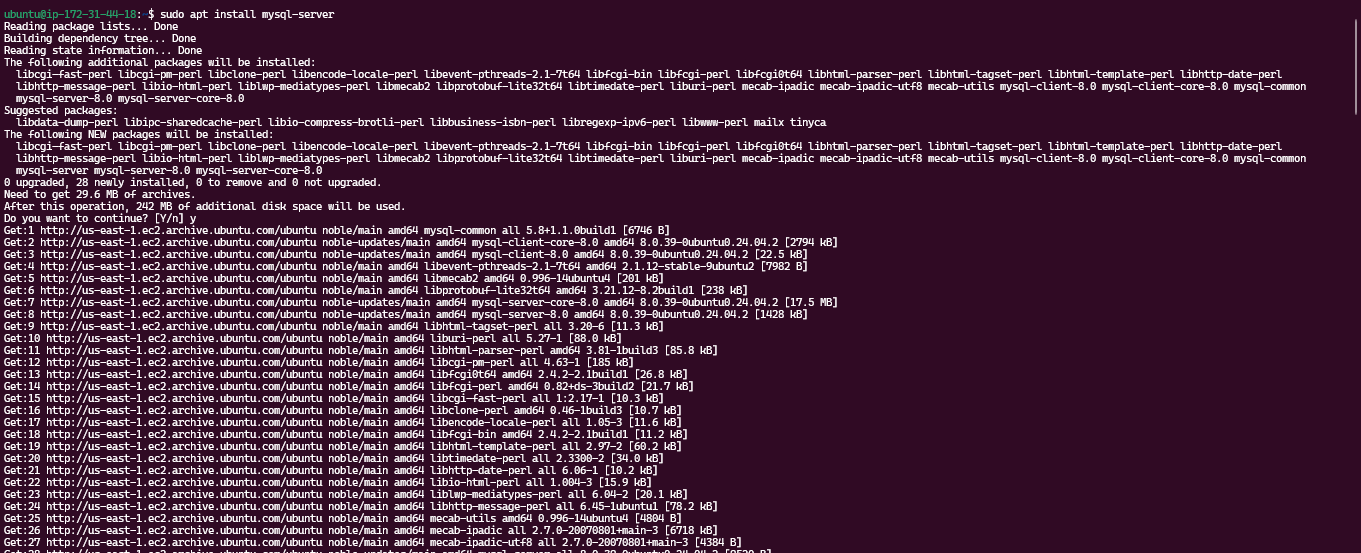 ubuntu@ip-172-31-44-18:~$ sudo apt install mysql-server
Reading package lists... Done
Building dependency tree... Done
Reading state information... Done
The following additional packages will be installed:
  libcgi-fast-perl libcgi-pm-perl libclone-perl libencode-locale-perl libevent-pthreads-2.1-7t64 libfcgi-bin libfcgi-perl libfcgi0t64 libhtml-parser-perl libhtml-tagset-perl libhtml-template-perl libhttp-date-perl
  libhttp-message-perl libio-html-perl liblwp-mediatypes-perl libmecab2 libprotobuf-lite32t64 libtimedate-perl liburi-perl mecab-ipadic mecab-ipadic-utf8 mecab-utils mysql-client-8.0 mysql-client-core-8.0 mysql-common
  mysql-server-8.0 mysql-server-core-8.0
Suggested packages:
  libdata-dump-perl libipc-sharedcache-perl libio-compress-brotli-perl libbusiness-isbn-perl libregexp-ipv6-perl libwww-perl mailx tinyca
The following NEW packages will be installed:
  libcgi-fast-perl libcgi-pm-perl libclone-perl libencode-locale-perl libevent-pthreads-2.1-7t64 libfcgi-bin libfcgi-perl libfcgi0t64 libhtml-parser-perl libhtml-tagset-perl libhtml-template-perl libhttp-date-perl
  libhttp-message-perl libio-html-perl liblwp-mediatypes-perl libmecab2 libprotobuf-lite32t64 libtimedate-perl liburi-perl mecab-ipadic mecab-ipadic-utf8 mecab-utils mysql-client-8.0 mysql-client-core-8.0 mysql-common
  mysql-server mysql-server-8.0 mysql-server-core-8.0
0 upgraded, 28 newly installed, 0 to remove and 0 not upgraded.
Need to get 29.6 MB of archives.
After this operation, 242 MB of additional disk space will be used.
Do you want to continue? [Y/n] y
Get:1 http://us-east-1.ec2.archive.ubuntu.com/ubuntu noble/main amd64 mysql-common all 5.8+1.1.0build1 [6746 B]
Get:2 http://us-east-1.ec2.archive.ubuntu.com/ubuntu noble-updates/main amd64 mysql-client-core-8.0 amd64 8.0.39-0ubuntu0.24.04.2 [2794 kB]
Get:3 http://us-east-1.ec2.archive.ubuntu.com/ubuntu noble-updates/main amd64 mysql-client-8.0 amd64 8.0.39-0ubuntu0.24.04.2 [22.5 kB]
Get:4 http://us-east-1.ec2.archive.ubuntu.com/ubuntu noble/main amd64 libevent-pthreads-2.1-7t64 amd64 2.1.12-stable-9ubuntu2 [7982 B]
Get:5 http://us-east-1.ec2.archive.ubuntu.com/ubuntu noble/main amd64 libmecab2 amd64 0.996-14ubuntu4 [201 kB]
Get:6 http://us-east-1.ec2.archive.ubuntu.com/ubuntu noble/main amd64 libprotobuf-lite32t64 amd64 3.21.12-8.2build1 [238 kB]
Get:7 http://us-east-1.ec2.archive.ubuntu.com/ubuntu noble-updates/main amd64 mysql-server-core-8.0 amd64 8.0.39-0ubuntu0.24.04.2 [17.5 MB]
Get:8 http://us-east-1.ec2.archive.ubuntu.com/ubuntu noble-updates/main amd64 mysql-server-8.0 amd64 8.0.39-0ubuntu0.24.04.2 [1428 kB]
Get:9 http://us-east-1.ec2.archive.ubuntu.com/ubuntu noble/main amd64 libhtml-tagset-perl all 3.20-6 [11.3 kB]
Get:10 http://us-east-1.ec2.archive.ubuntu.com/ubuntu noble/main amd64 liburi-perl all 5.27-1 [88.0 kB]
Get:11 http://us-east-1.ec2.archive.ubuntu.com/ubuntu noble/main amd64 libhtml-parser-perl amd64 3.81-1build3 [85.8 kB]
Get:12 http://us-east-1.ec2.archive.ubuntu.com/ubuntu noble/main amd64 libcgi-pm-perl all 4.63-1 [185 kB]
Get:13 http://us-east-1.ec2.archive.ubuntu.com/ubuntu noble/main amd64 libfcgi0t64 amd64 2.4.2-2.1build1 [26.8 kB]
Get:14 http://us-east-1.ec2.archive.ubuntu.com/ubuntu noble/main amd64 libfcgi-perl amd64 0.82+ds-3build2 [21.7 kB]
Get:15 http://us-east-1.ec2.archive.ubuntu.com/ubuntu noble/main amd64 libcgi-fast-perl all 1:2.17-1 [10.3 kB]
Get:16 http://us-east-1.ec2.archive.ubuntu.com/ubuntu noble/main amd64 libclone-perl amd64 0.46-1build3 [10.7 kB]
Get:17 http://us-east-1.ec2.archive.ubuntu.com/ubuntu noble/main amd64 libencode-locale-perl all 1.05-3 [11.6 kB]
Get:18 http://us-east-1.ec2.archive.ubuntu.com/ubuntu noble/main amd64 libfcgi-bin amd64 2.4.2-2.1build1 [11.2 kB]
Get:19 http://us-east-1.ec2.archive.ubuntu.com/ubuntu noble/main amd64 libhtml-template-perl all 2.97-2 [60.2 kB]
Get:20 http://us-east-1.ec2.archive.ubuntu.com/ubuntu noble/main amd64 libtimedate-perl all 2.3300-2 [34.0 kB]
Get:21 http://us-east-1.ec2.archive.ubuntu.com/ubuntu noble/main amd64 libhttp-date-perl all 6.06-1 [10.2 kB]
Get:22 http://us-east-1.ec2.archive.ubuntu.com/ubuntu noble/main amd64 libio-html-perl all 1.004-3 [15.9 kB]
Get:23 http://us-east-1.ec2.archive.ubuntu.com/ubuntu noble/main amd64 liblwp-mediatypes-perl all 6.04-2 [20.1 kB]
Get:24 http://us-east-1.ec2.archive.ubuntu.com/ubuntu noble/main amd64 libhttp-message-perl all 6.45-1ubuntu1 [78.2 kB]
Get:25 http://us-east-1.ec2.archive.ubuntu.com/ubuntu noble/main amd64 mecab-utils amd64 0.996-14ubuntu4 [4804 B]
Get:26 http://us-east-1.ec2.archive.ubuntu.com/ubuntu noble/main amd64 mecab-ipadic all 2.7.0-20070801+main-3 [6718 kB]
Get:27 http://us-east-1.ec2.archive.ubuntu.com/ubuntu noble/main amd64 mecab-ipadic-utf8 all 2.7.0-20070801+main-3 [4384 B]